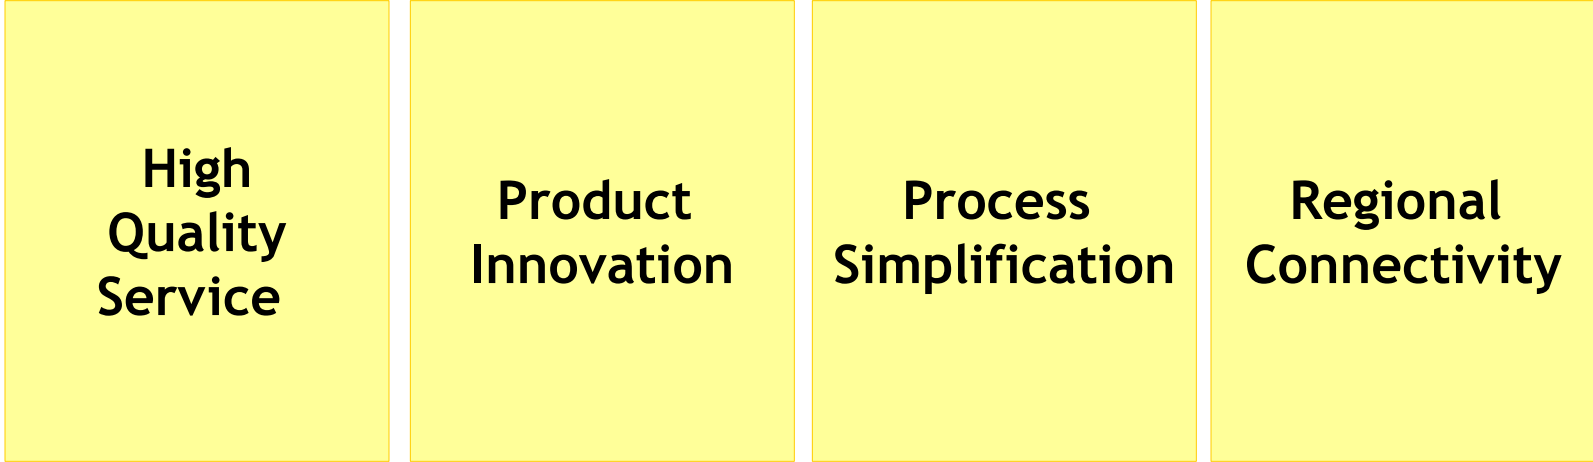 High
Quality
Service
Product
Innovation
Process
Simplification
Regional
Connectivity